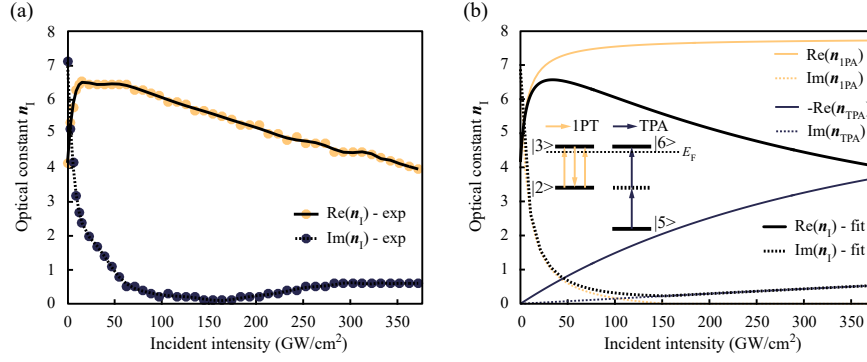 (a)
8
7
6
5
4
3
2
1
0
Optical constant n_I
Re(n_I) - exp
Im(n_I) - exp
0 50 100 150 200 250 300 350
Incident intensity (GW/cm²)
(b)
8
7
6
5
4
3
2
1
0
Optical constant n_I
Re(n_1PA)
Im(n_1PA)
-Re(n_TPA)
Im(n_TPA)
1PT TPA
|3> |6>
E_F
|2>
|5>
Re(n_I) - fit
Im(n_I) - fit
0 50 100 150 200 250 300 350
Incident intensity (GW/cm²)